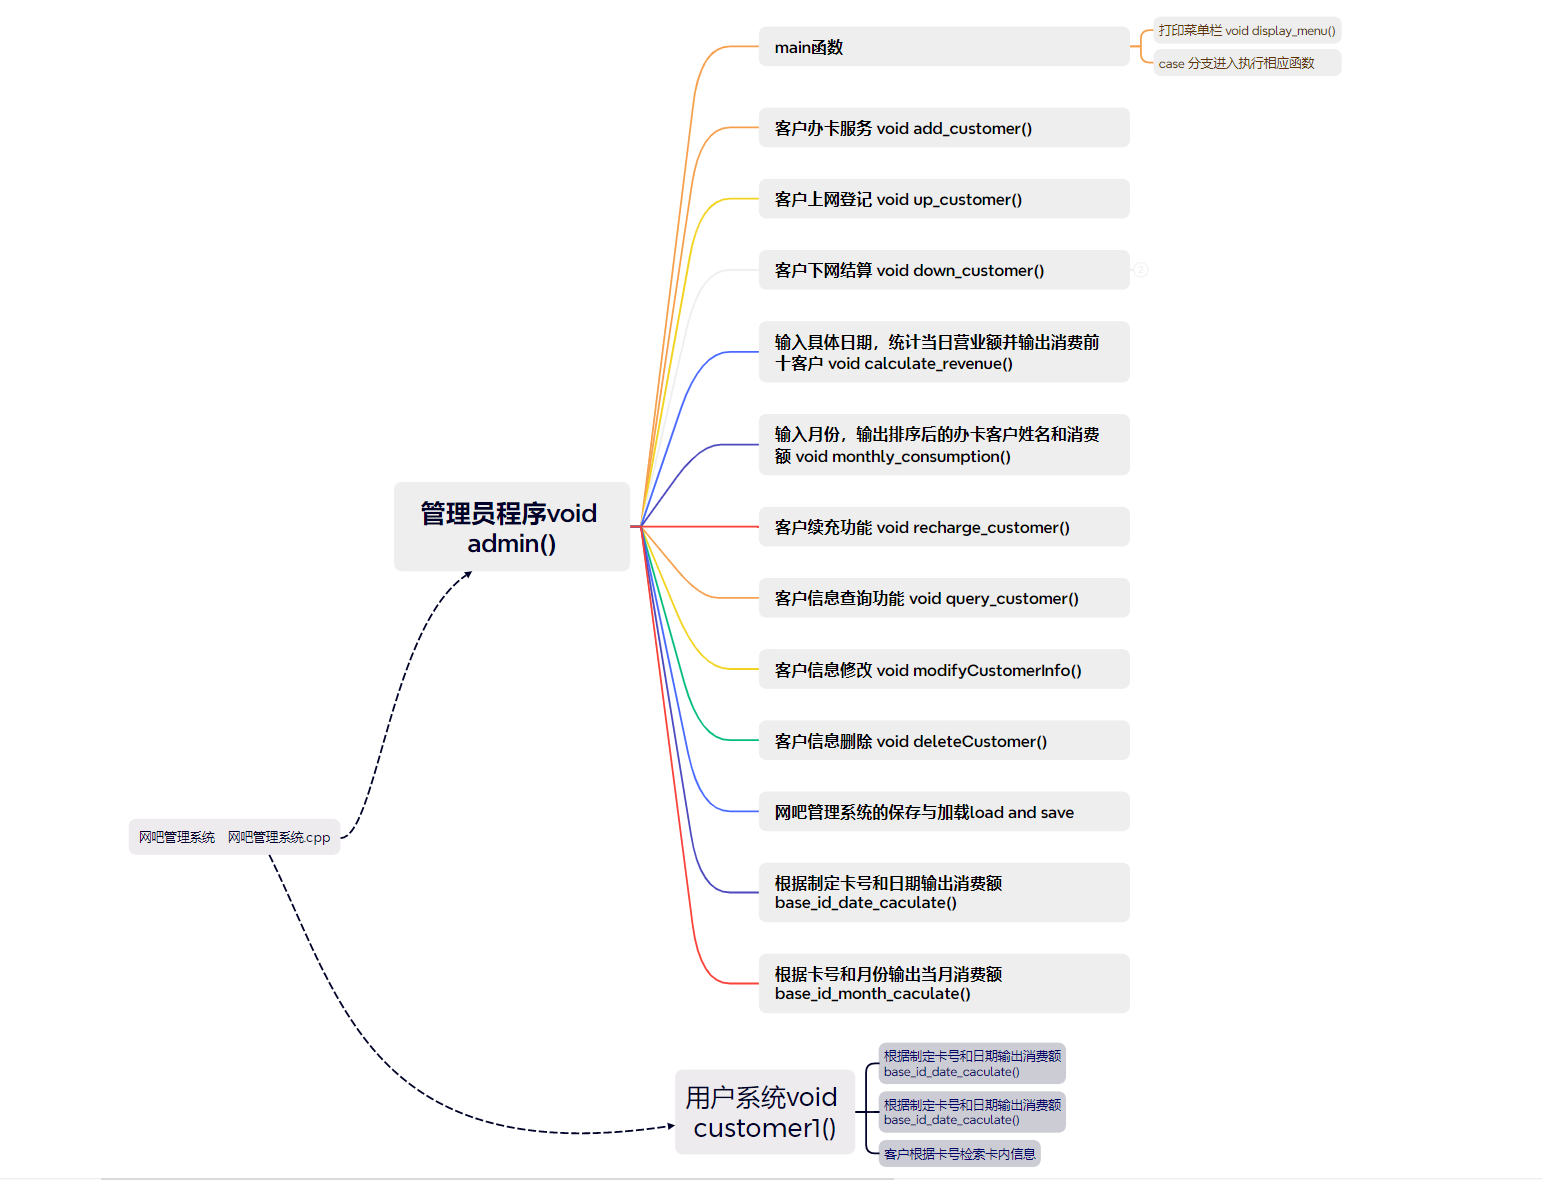 main函数
打印菜单栏 void display_menu()
case 分支进入执行相应函数
客户办卡服务 void add_customer()
客户上网登记 void up_customer()
客户下网结算 void down_customer()
2
输入具体日期，统计当日营业额并输出消费前
十客户 void calculate_revenue()
输入月份，输出排序后的办卡客户姓名和消费
额 void monthly_consumption()
管理员程序void
admin()
客户续充功能 void recharge_customer()
客户信息查询功能 void query_customer()
客户信息修改 void modifyCustomerInfo()
客户信息删除 void deleteCustomer()
网吧管理系统的保存与加载load and save
网吧管理系统 网吧管理系统.cpp
根据制定卡号和日期输出消费额
base_id_date_caculate()
根据卡号和月份输出当月消费额
base_id_month_caculate()
用户系统void
customer1()
根据制定卡号和日期输出消费额
base_id_date_caculate()
根据制定卡号和日期输出消费额
base_id_date_caculate()
客户根据卡号检索卡内信息